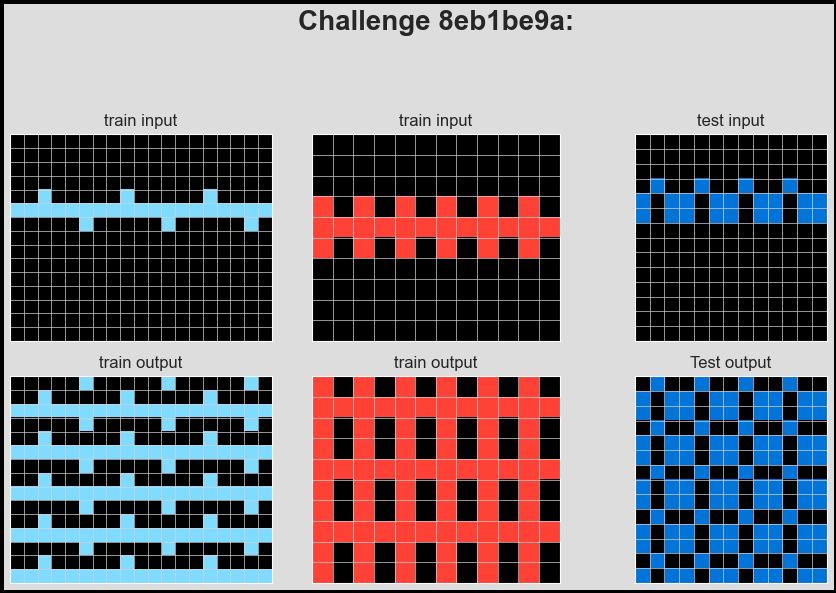 Challenge 8eb1be9a:
train input
train input
test input
train output
train output
Test output